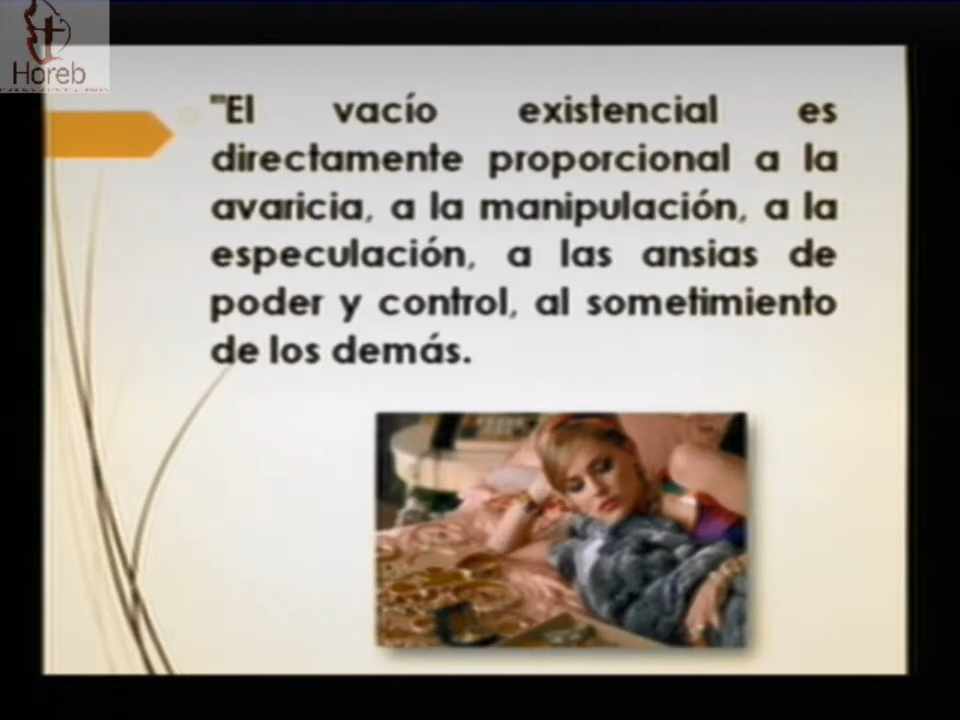 Horeb
"El vacío existencial es
directamente proporcional a la
avaricia, a la manipulación, a la
especulación, a las ansias de
poder y control, al sometimiento
de los demás.